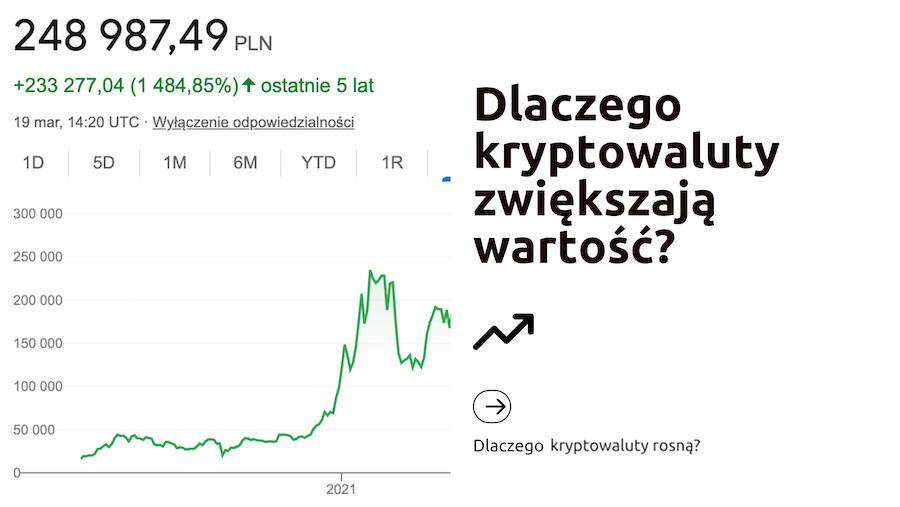 248 987,49 PLN
+233 277,04 (1 484,85%) ↑ ostatnie 5 lat
19 mar, 14:20 UTC · Wyłączenie odpowiedzialności
1D 5D 1M 6M YTD 1R
300 000
250 000
200 000
150 000
100 000
50 000
0
2021
Dlaczego
kryptowaluty
zwiększają
wartość?
Dlaczego kryptowaluty rosną?